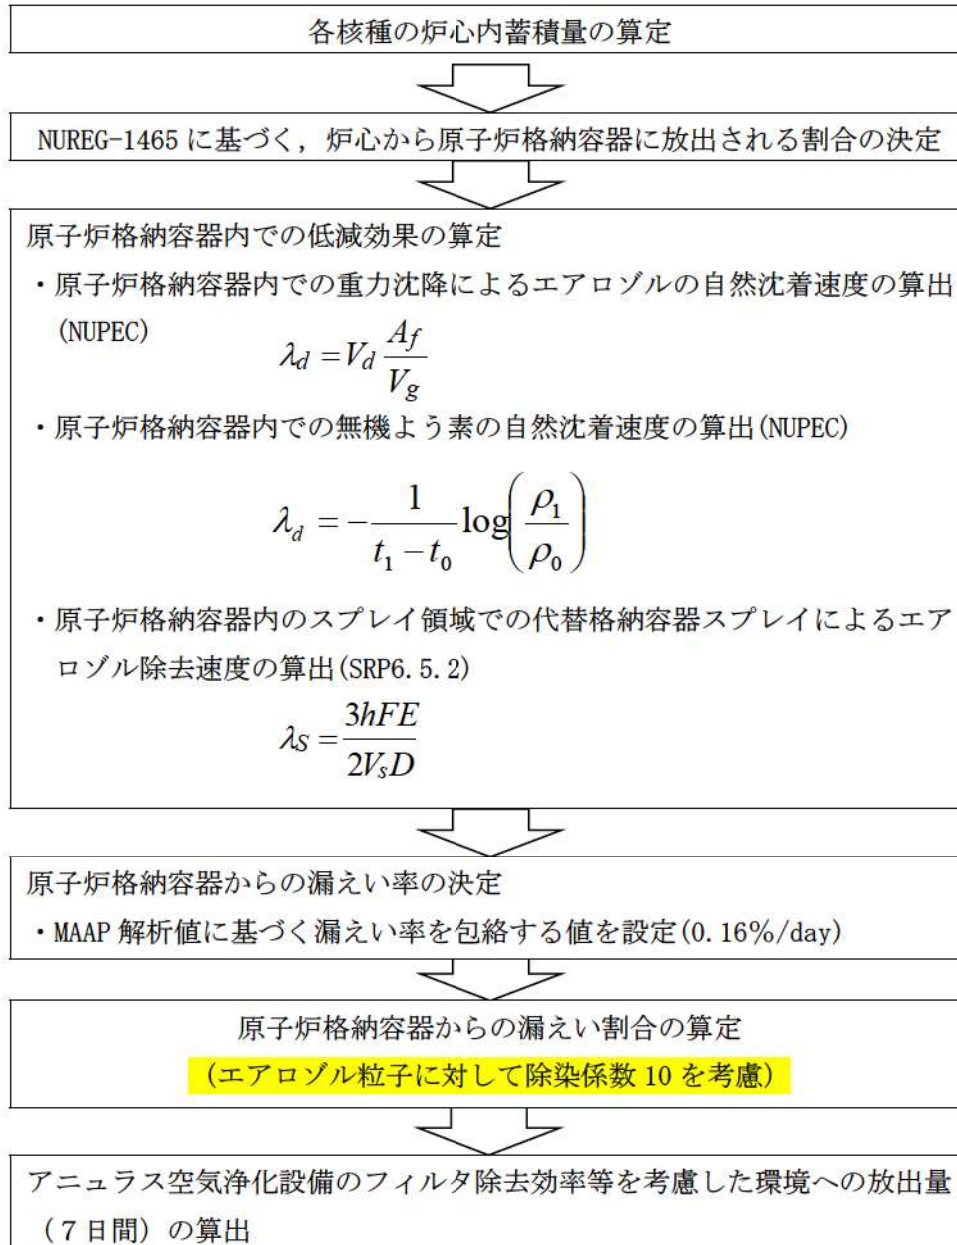 各核種の炉心内蓄積量の算定
NUREG-1465 に基づく，炉心から原子炉格納容器に放出される割合の決定
原子炉格納容器内での低減効果の算定
・原子炉格納容器内での重力沈降によるエアロゾルの自然沈着速度の算出
(NUPEC)
λd = Vd Af/Vg
・原子炉格納容器内での無機よう素の自然沈着速度の算出(NUPEC)
λd = − 1/(t1 − t0) log(ρ1/ρ0)
・原子炉格納容器内のスプレイ領域での代替格納容器スプレイによるエア
ロゾル除去速度の算出(SRP6.5.2)
λS = 3hFE/2VsD
原子炉格納容器からの漏えい率の決定
・MAAP 解析値に基づく漏えい率を包絡する値を設定(0.16%/day)
原子炉格納容器からの漏えい割合の算定
（エアロゾル粒子に対して除染係数 10 を考慮）
アニュラス空気浄化設備のフィルタ除去効率等を考慮した環境への放出量
（７日間）の算出